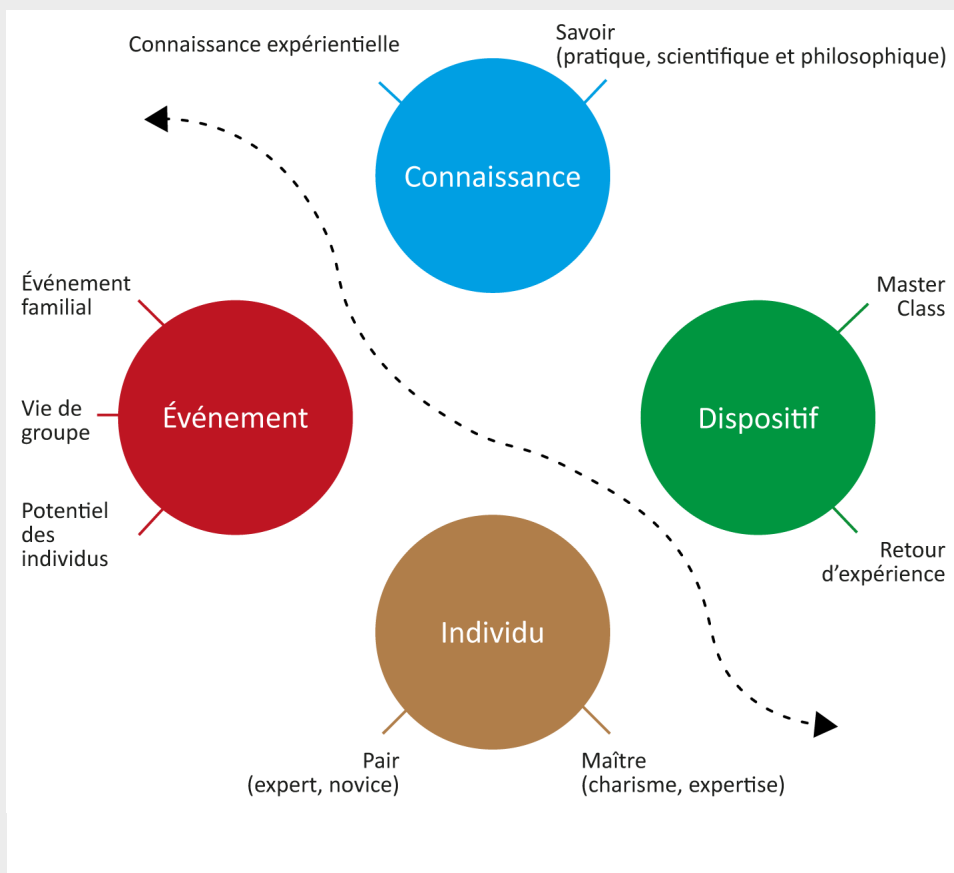 Connaissance expérientielle
Savoir
(pratique, scientifique et philosophique)
Connaissance
Événement
familial
Vie de
groupe
Potentiel
des
individus
Événement
Master
Class
Dispositif
Retour
d'expérience
Individu
Pair
(expert, novice)
Maître
(charisme, expertise)